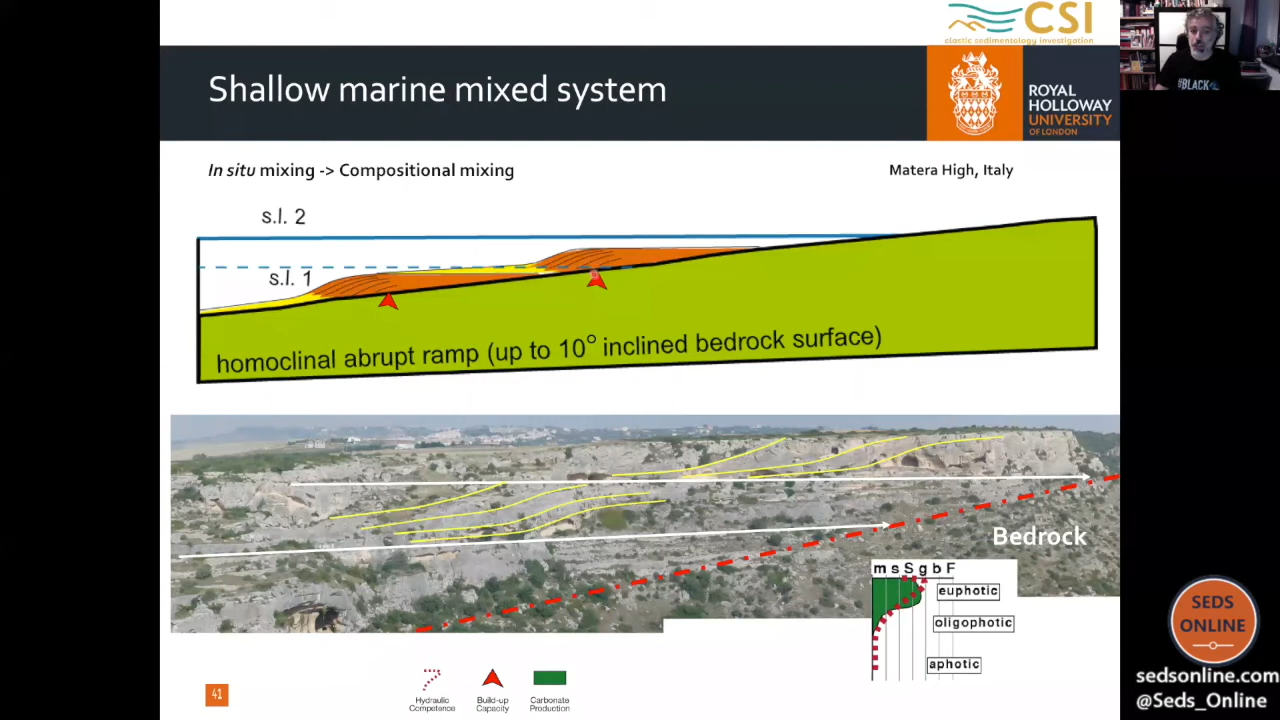 CSI
clastic sedimentology investigation
Shallow marine mixed system
ROYAL
HOLLOWAY
UNIVERSITY
OF LONDON
#BLACK
In situ mixing -> Compositional mixing
Matera High, Italy
s.l. 2
s.l. 1
homoclinal abrupt ramp (up to 10° inclined bedrock surface)
Bedrock
m s S g b F
euphotic
oligophotic
aphotic
41
Hydraulic
Competence
Build-up
Capacity
Carbonate
Production
SEDS
ONLINE
sedsonline.com
@Seds_Online